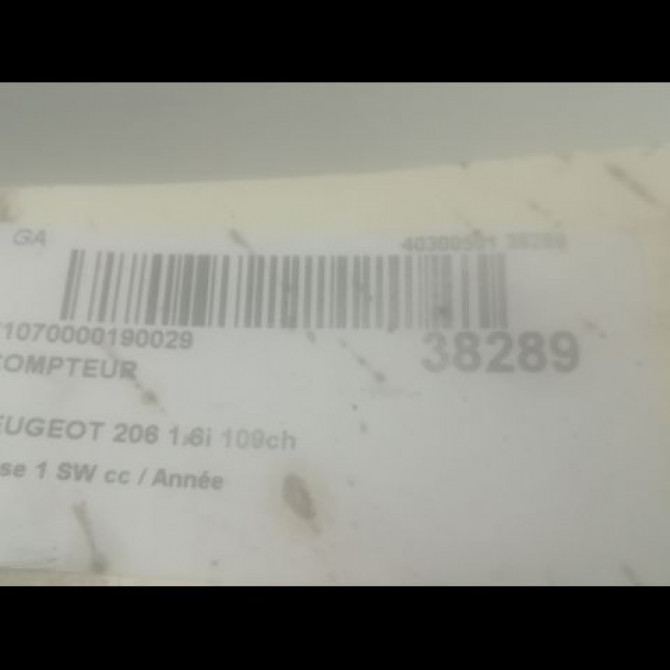 GA 40300501 38289
1070000190029 38289
COMPTEUR
EUGEOT 206 1.6i 109ch
se 1 SW cc / Année